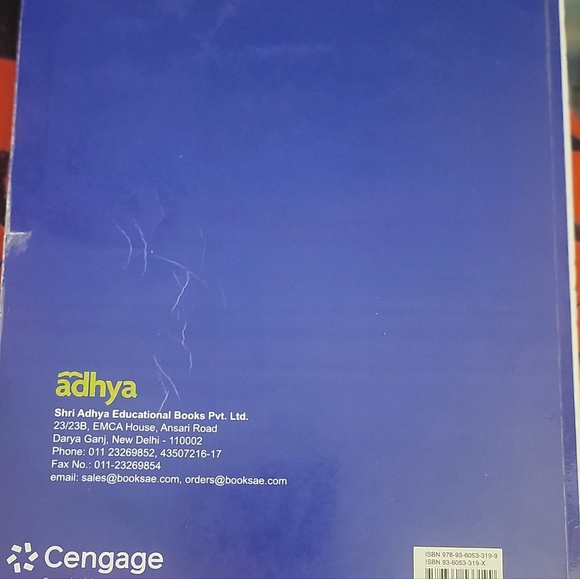 adhya
Shri Adhya Educational Books Pvt. Ltd.
23/23B, EMCA House, Ansari Road
Darya Ganj, New Delhi - 110002
Phone: 011 23269852, 43507216-17
Fax No.: 011-23269854
email: sales@booksae.com, orders@booksae.com
Cengage
ISBN 978-93-6053-319-9
ISBN 93-6053-319-X